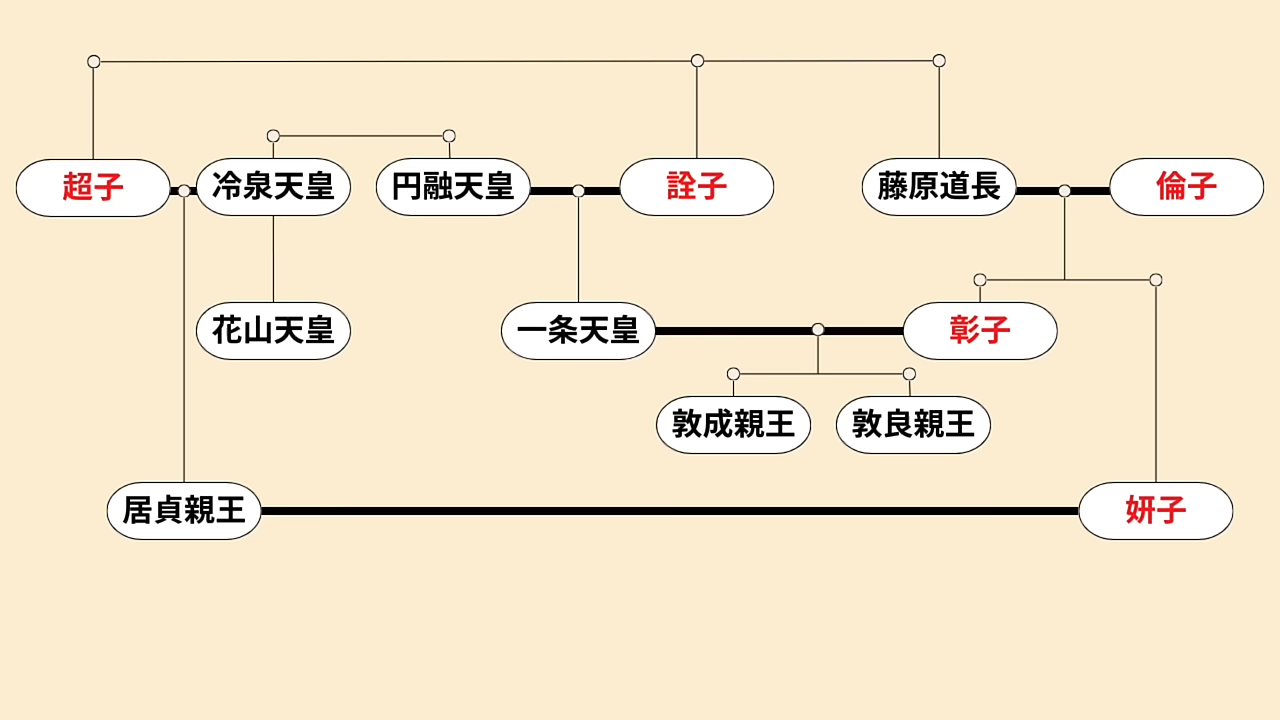 超子
冷泉天皇
円融天皇
詮子
藤原道長
倫子
花山天皇
一条天皇
彰子
敦成親王
敦良親王
居貞親王
妍子